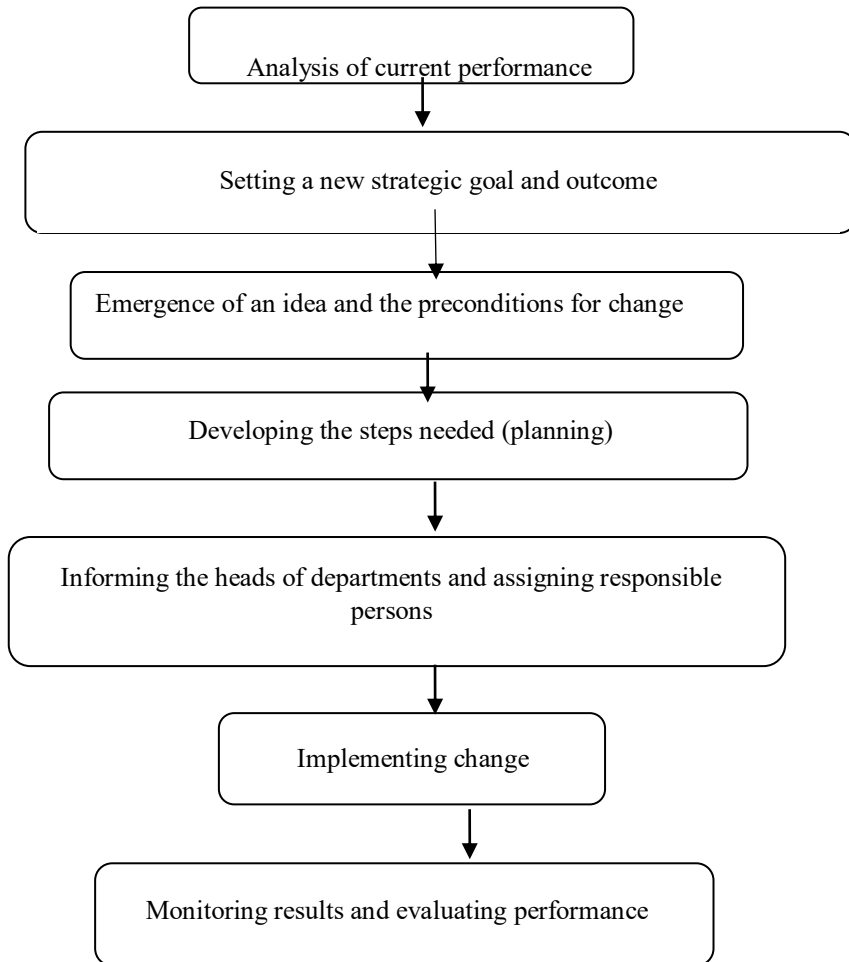 Analysis of current performance
Setting a new strategic goal and outcome
Emergence of an idea and the preconditions for change
Developing the steps needed (planning)
Informing the heads of departments and assigning responsible
persons
Implementing change
Monitoring results and evaluating performance